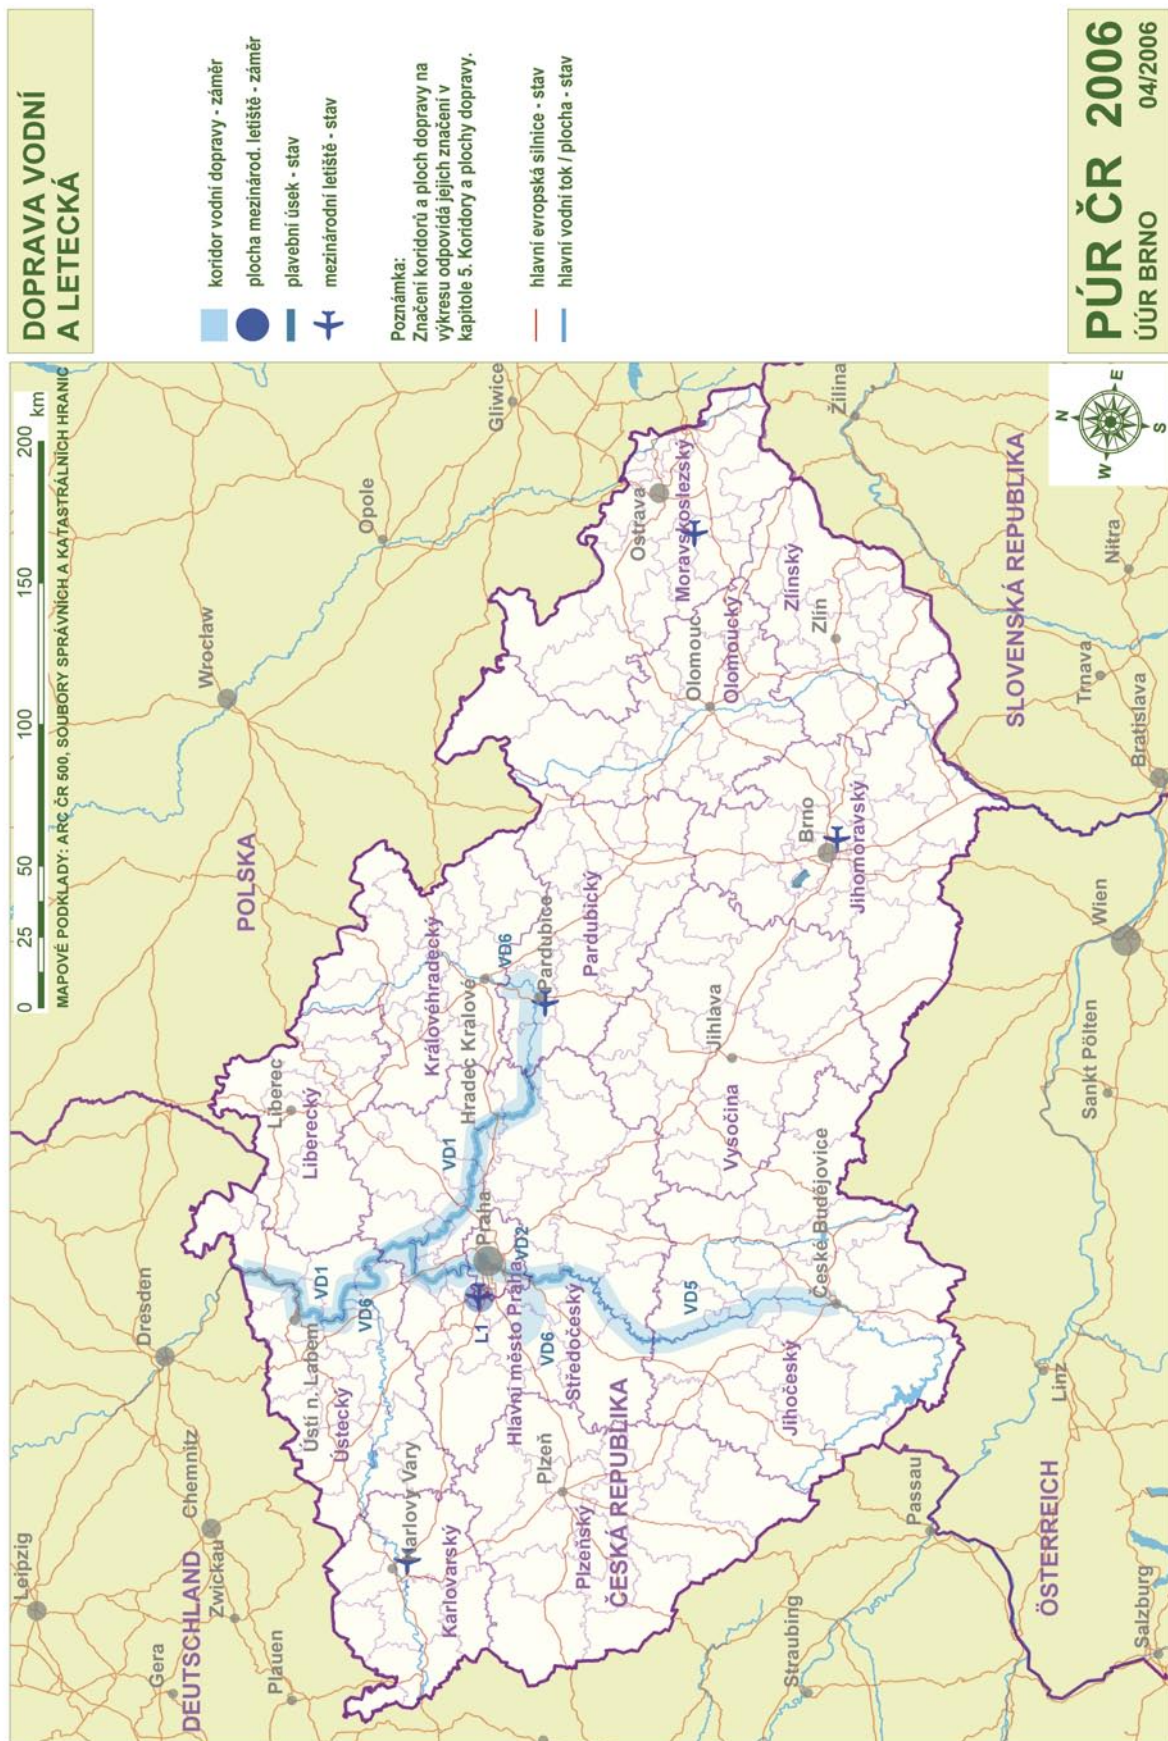 DOPRAVA VODNÍ
A LETECKÁ
koridor vodní dopravy - záměr
plocha mezinárod. letiště - záměr
plavební úsek - stav
mezinárodní letiště - stav
Poznámka:
Značení koridorů a ploch dopravy na
výkresu odpovídá jejich značení v
kapitole 5. Koridory a plochy dopravy.
hlavní evropská silnice - stav
hlavní vodní tok / plocha - stav
PÚR ČR 2006
ÚÚR BRNO 04/2006
0 25 50 100 150 200 km
MAPOVÉ PODKLADY: ARC ČR 500, SOUBORY SPRÁVNÍCH A KATASTRÁLNÍCH HRANIC
Leipzig
Gera
Zwickau
Chemnitz
Plauen
DEUTSCHLAND
Dresden
POLSKA
Wrocław
Opole
Gliwice
Liberec
Liberecký
Ústí n. Labem
Ústecký
VD1
VD6
Karlovy Vary
Karlovarský
Královéhradecký
Hradec Králové
VD1
VD6
Pardubice
Pardubický
Praha
L1
Hlavní město Praha
VD2
VD6
Středočeský
Plzeň
Plzeňský
ČESKÁ REPUBLIKA
VD5
Jihočeský
České Budějovice
Vysočina
Jihlava
Brno
Jihomoravský
Olomouc
Olomoucký
Ostrava
Moravskoslezský
Zlínský
Zlín
Žilina
SLOVENSKÁ REPUBLIKA
Nitra
Trnava
Bratislava
Wien
Sankt Pölten
Linz
Passau
Straubing
ÖSTERREICH
Salzburg
N
E
S
W